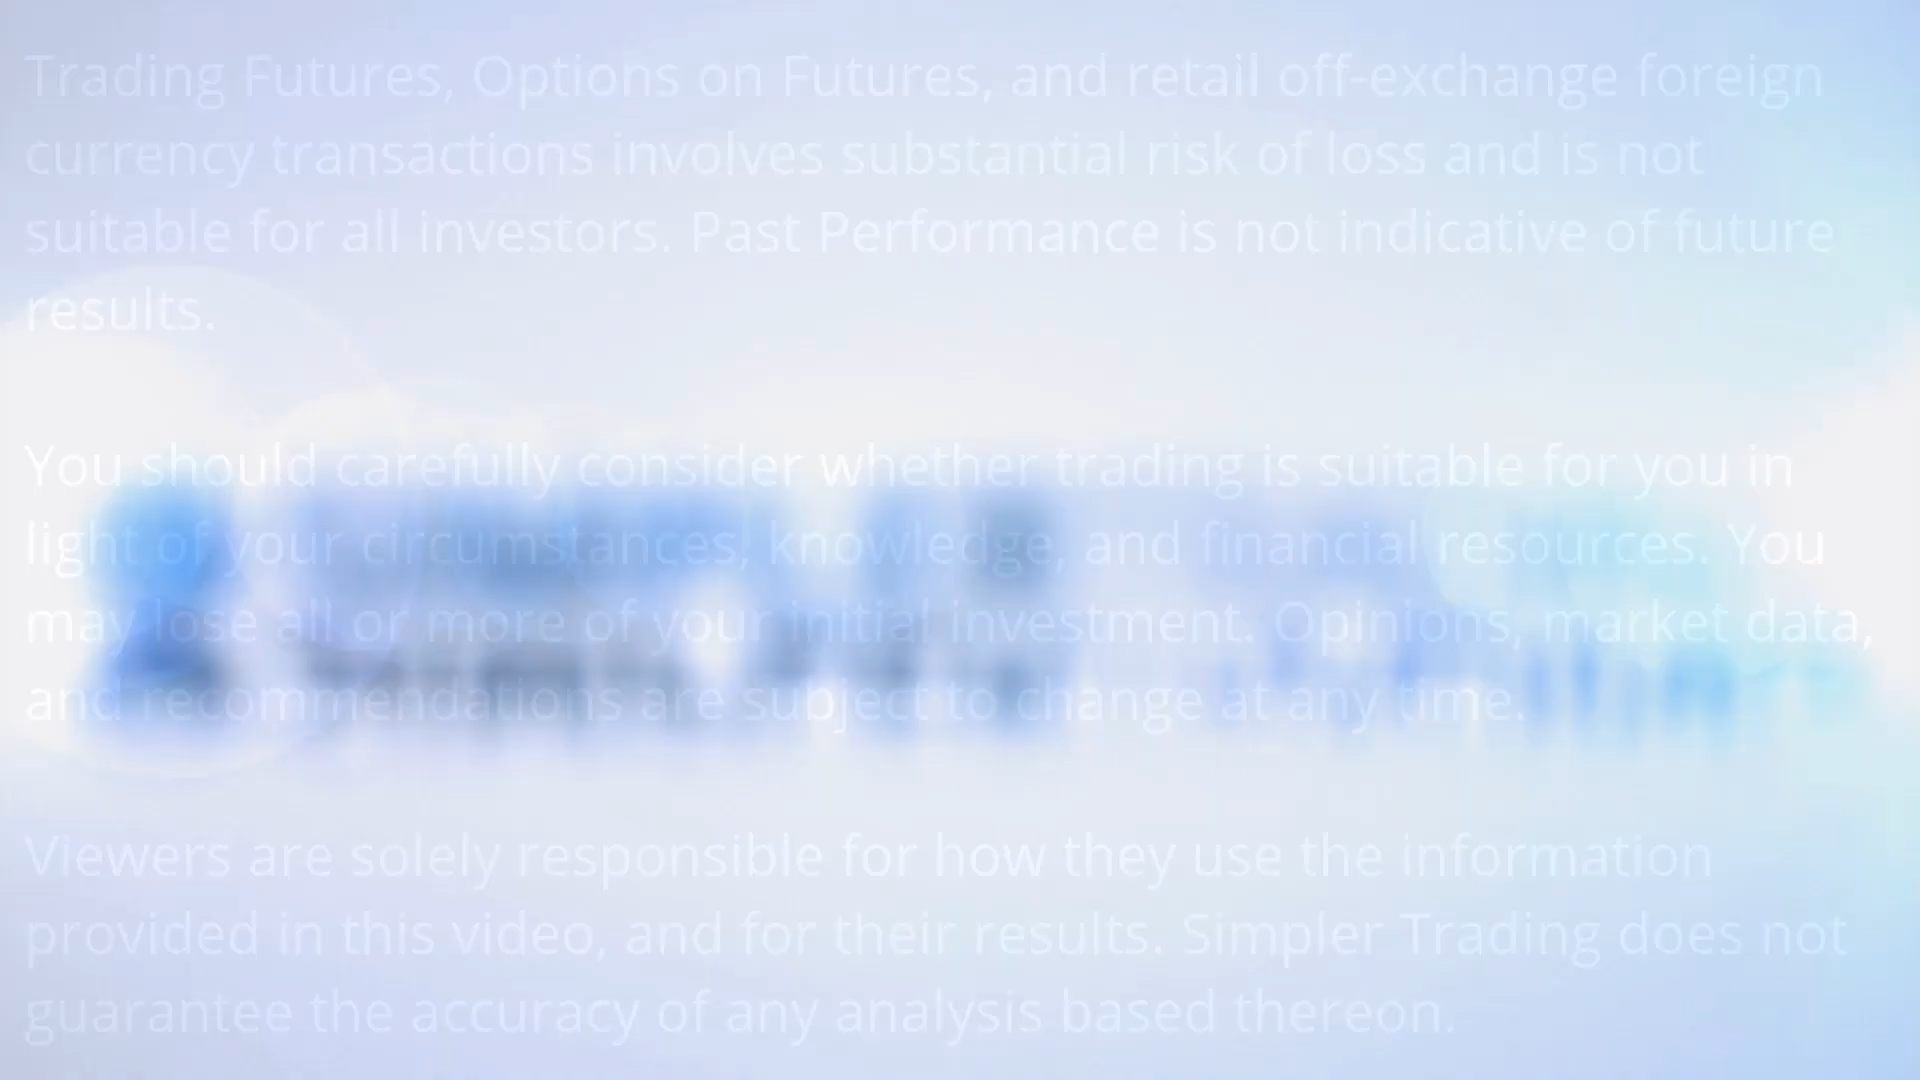 Trading Futures, Options on Futures, and retail off-exchange foreign
currency transactions involves substantial risk of loss and is not
suitable for all investors. Past Performance is not indicative of future
results.
You should carefully consider whether trading is suitable for you in
light of your circumstances, knowledge, and financial resources. You
may lose all or more of your initial investment. Opinions, market data,
and recommendations are subject to change at any time.
Viewers are solely responsible for how they use the information
provided in this video, and for their results. Simpler Trading does not
guarantee the accuracy of any analysis based thereon.